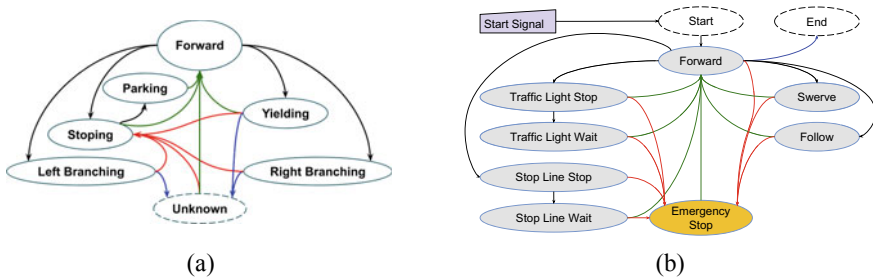 Forward
Parking
Stoping
Yielding
Left Branching
Right Branching
Unknown
(a)
Start Signal
Start
End
Forward
Traffic Light Stop
Swerve
Traffic Light Wait
Follow
Stop Line Stop
Stop Line Wait
Emergency
Stop
(b)